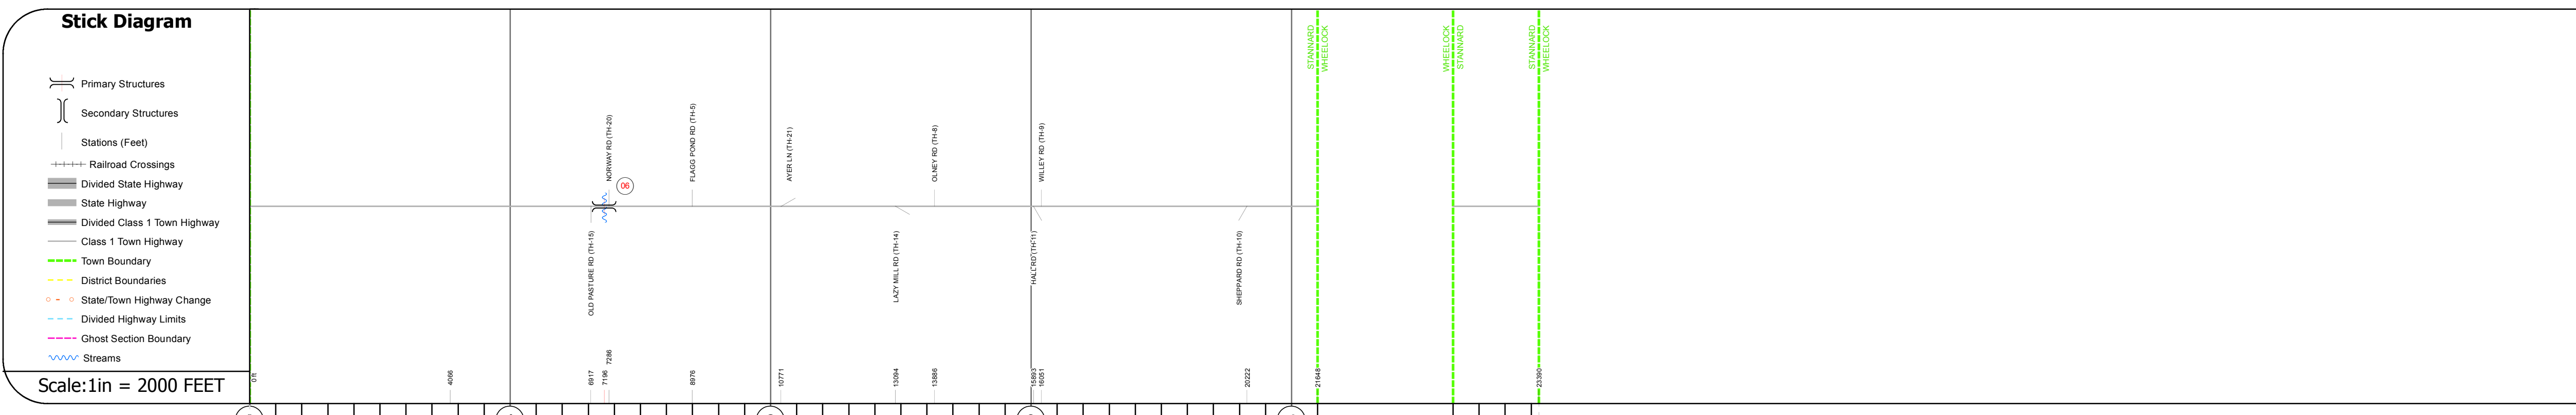 Stick Diagram
Primary Structures
Secondary Structures
Stations (Feet)
Railroad Crossings
Divided State Highway
State Highway
Divided Class 1 Town Highway
Class 1 Town Highway
Town Boundary
District Boundaries
State/Town Highway Change
Divided Highway Limits
Ghost Section Boundary
Streams
Scale:1in = 2000 FEET
STANNARD
WHEELOCK
WHEELOCK
STANNARD
STANNARD
WHEELOCK
NORWAY RD (TH-20)
FLAGG POND RD (TH-5)
AYER LN (TH-21)
OLNEY RD (TH-8)
WILLEY RD (TH-9)
06
OLD PASTURE RD (TH-15)
LAZY MILL RD (TH-14)
HALL RD (TH-11)
SHEPPARD RD (TH-10)
0 ft
4066
6917
7196
7286
8976
10771
13094
13886
15893
16051
20222
21648
23390